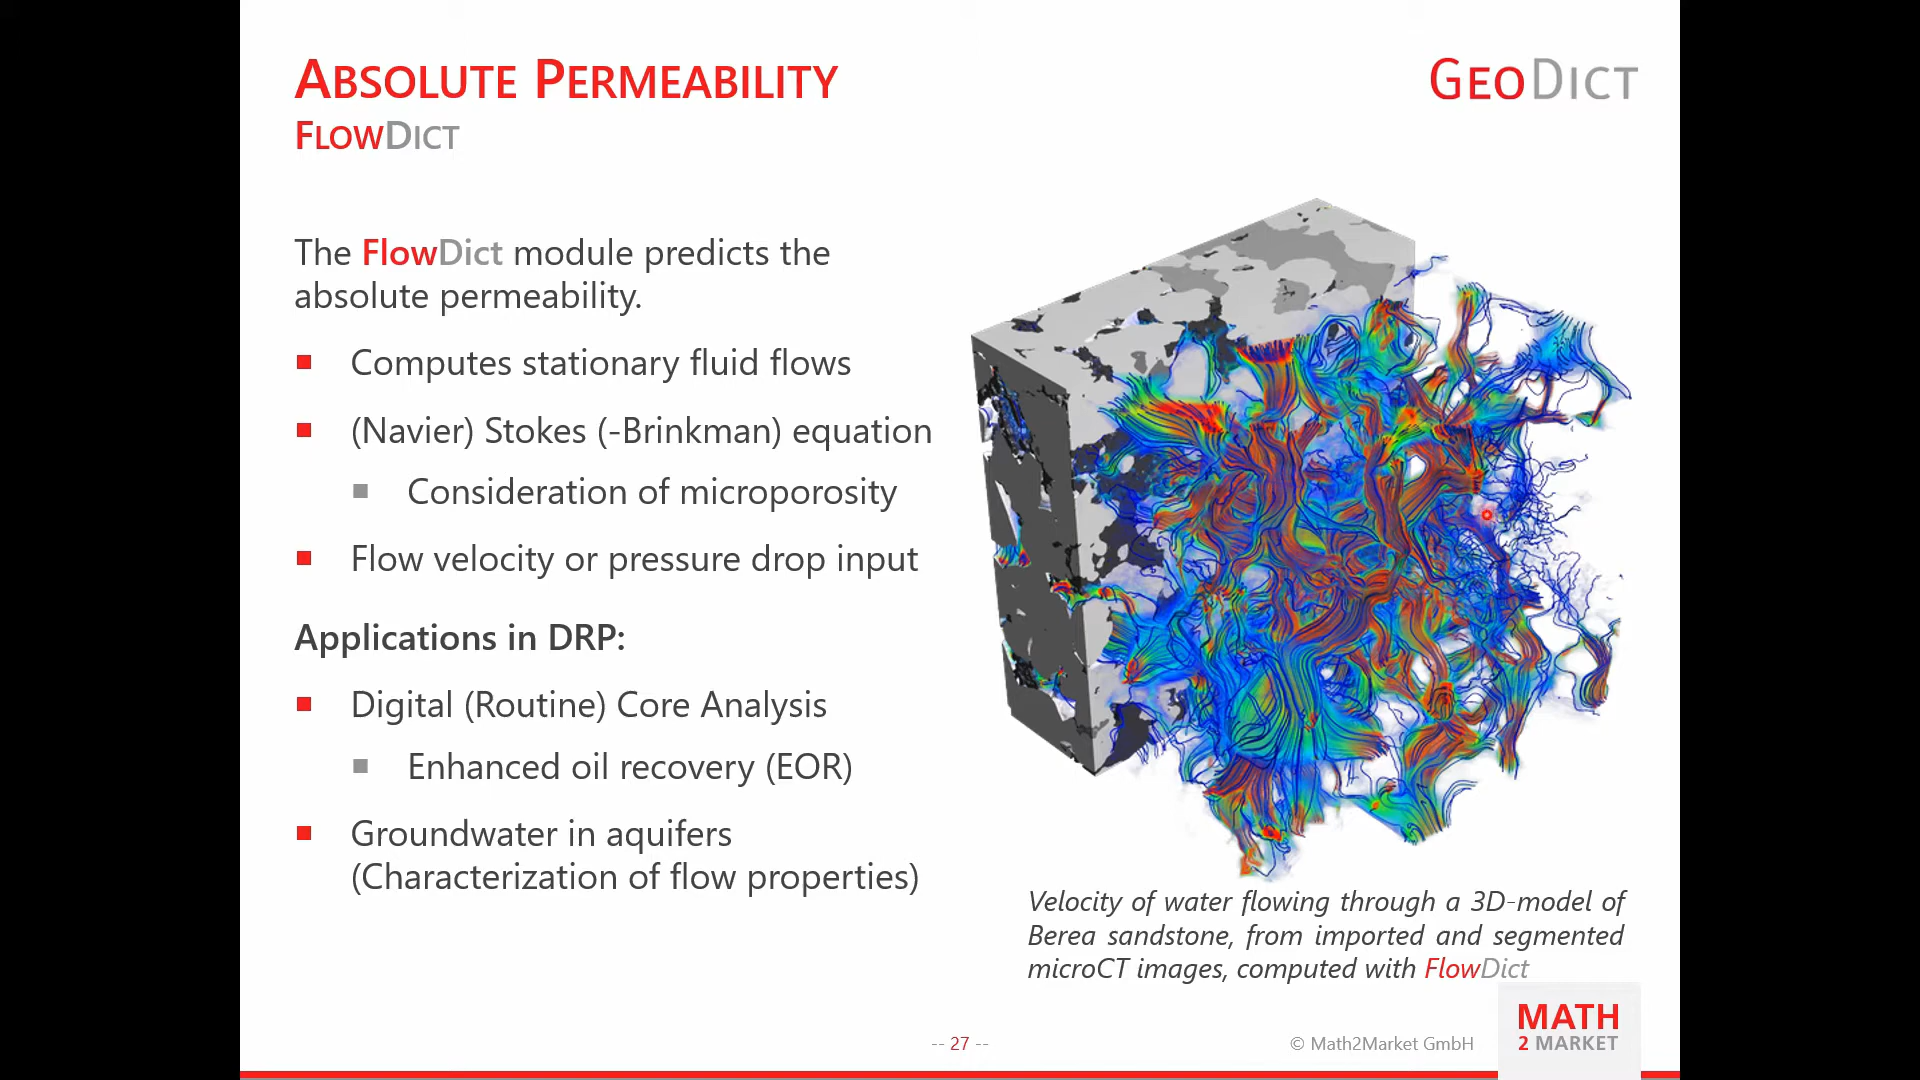 ABSOLUTE PERMEABILITY
GEODICT
FLOWDICT
The FlowDict module predicts the
absolute permeability.
Computes stationary fluid flows
(Navier) Stokes (-Brinkman) equation
Consideration of microporosity
Flow velocity or pressure drop input
Applications in DRP:
Digital (Routine) Core Analysis
Enhanced oil recovery (EOR)
Groundwater in aquifers
(Characterization of flow properties)
Velocity of water flowing through a 3D-model of
Berea sandstone, from imported and segmented
microCT images, computed with FlowDict
-- 27 --
© Math2Market GmbH
MATH
2 MARKET